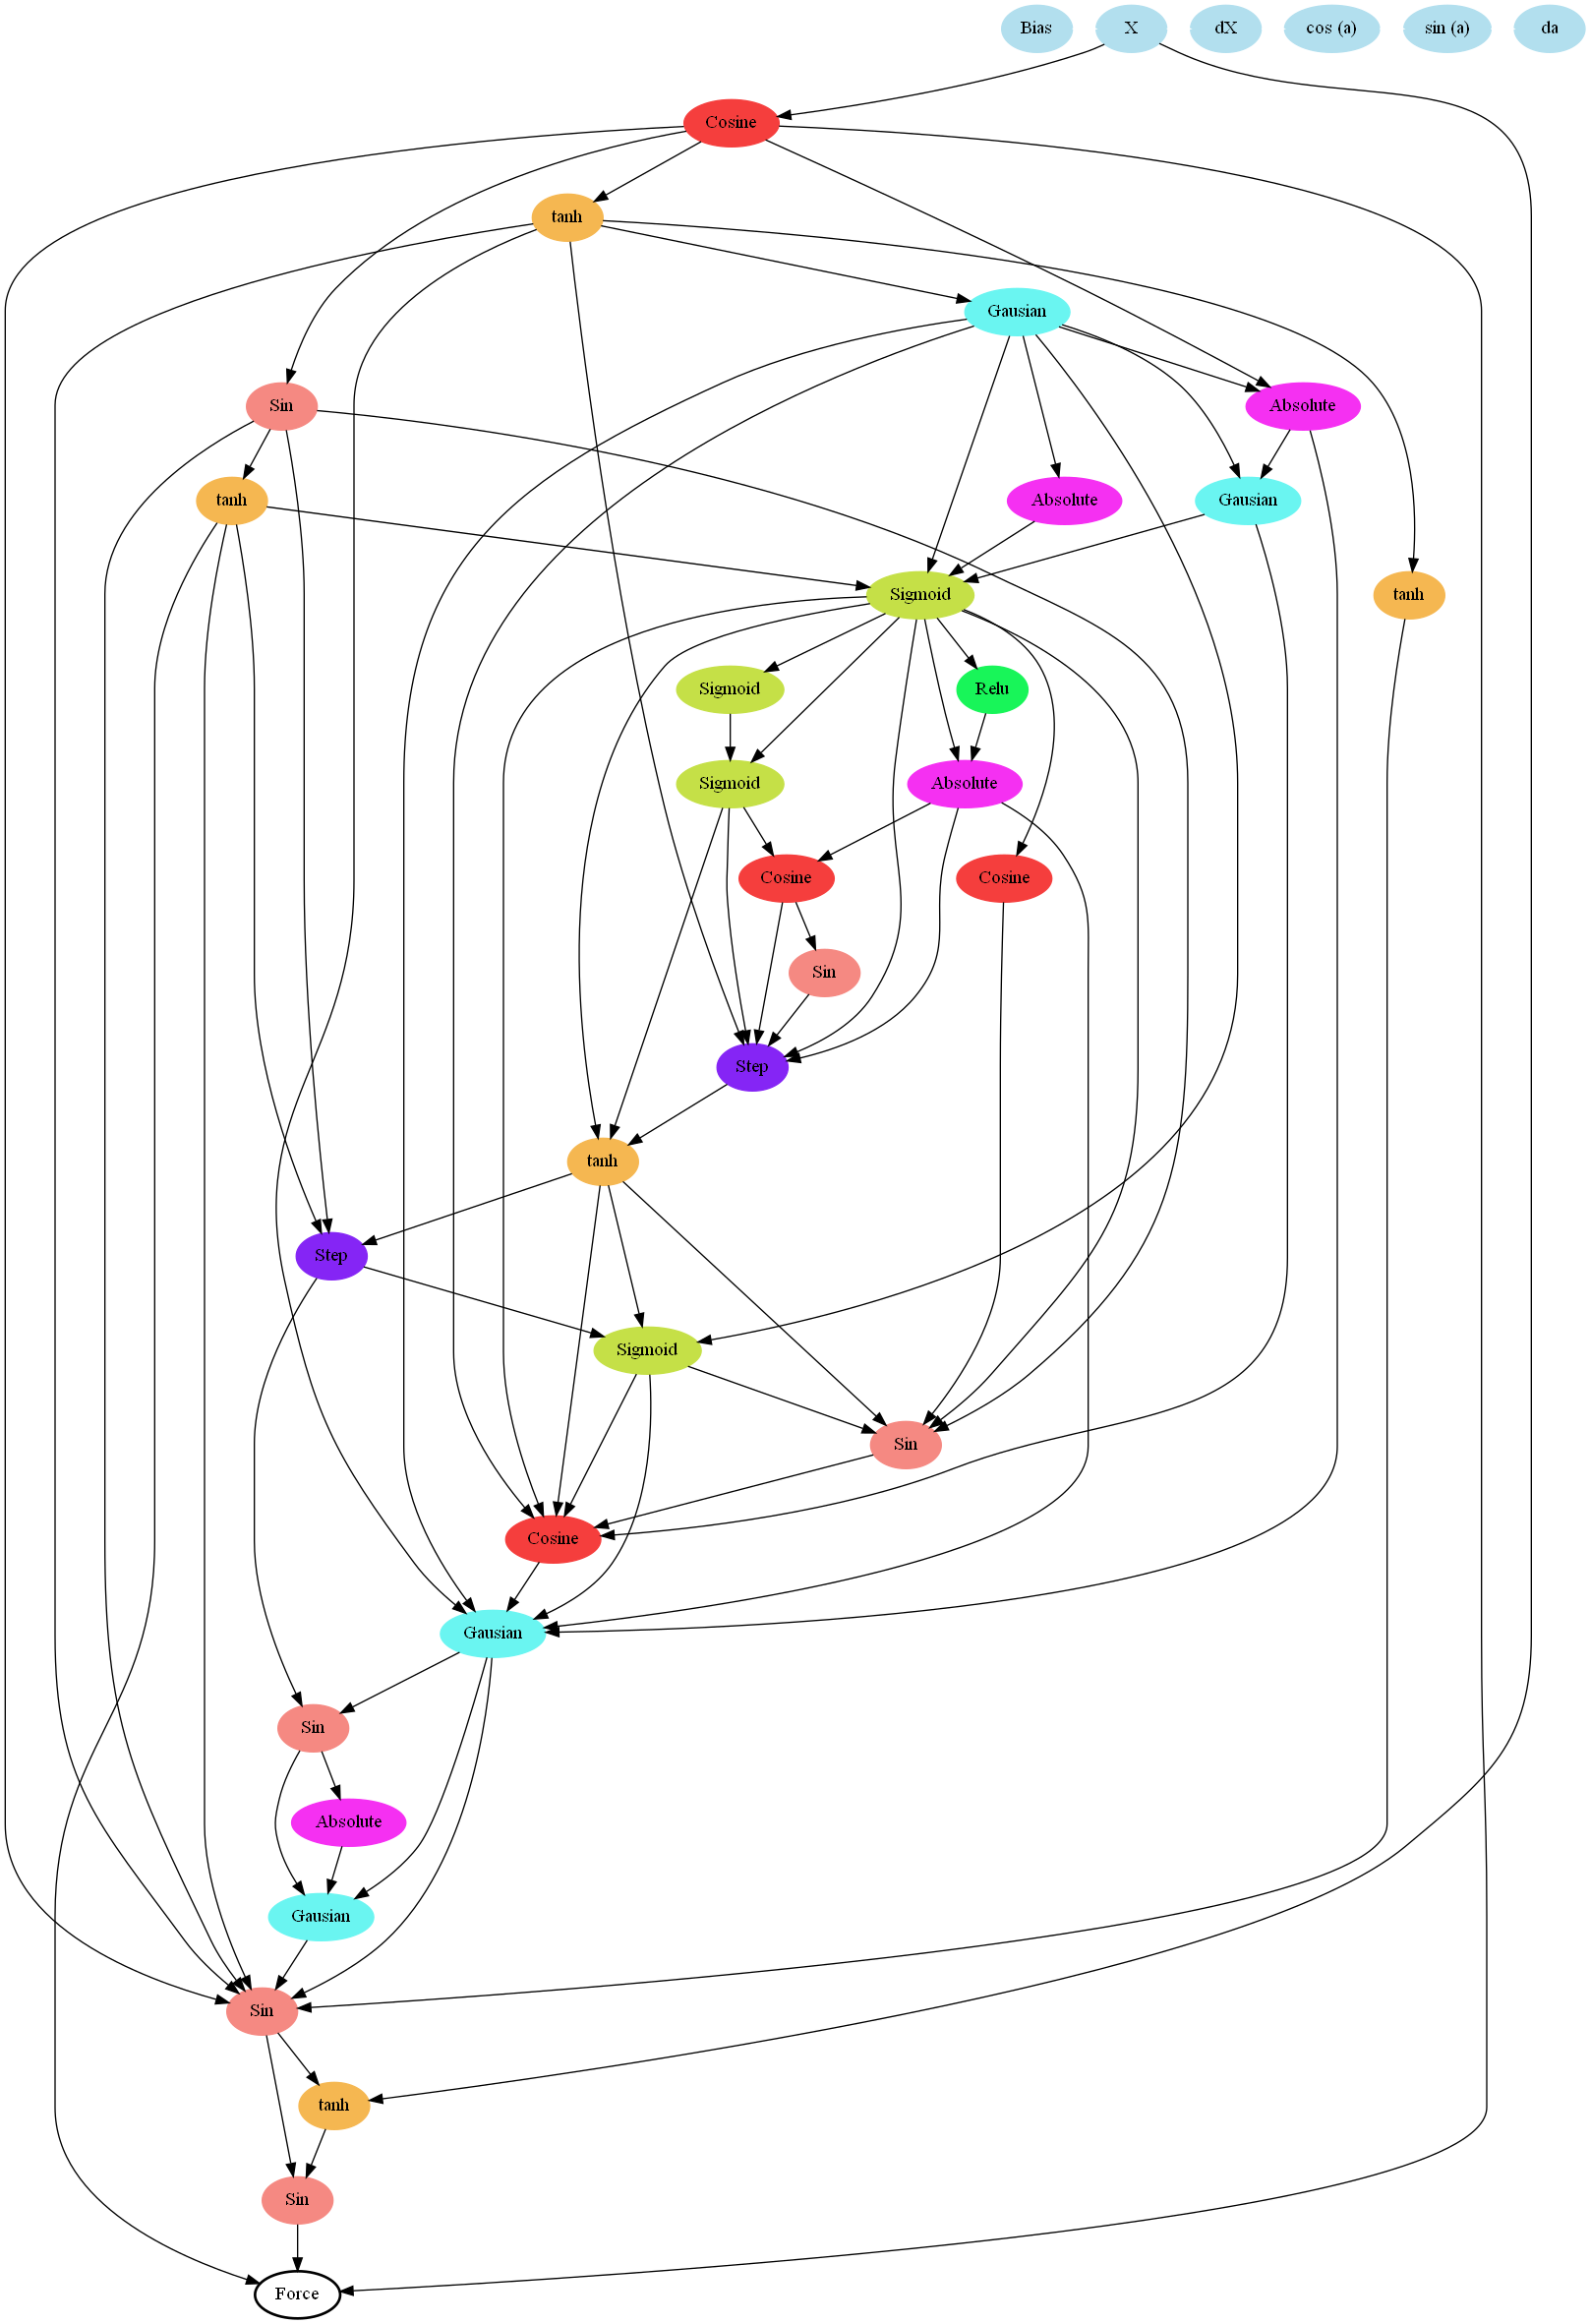 Bias X dX cos (a) sin (a) da
Cosine
tanh
Gausian
Sin Absolute
tanh Absolute Gausian
Sigmoid tanh
Sigmoid Relu
Sigmoid Absolute
Cosine Cosine
Sin
Step
tanh
Step
Sigmoid
Sin
Cosine
Gausian
Sin
Absolute
Gausian
Sin
tanh
Sin
Force